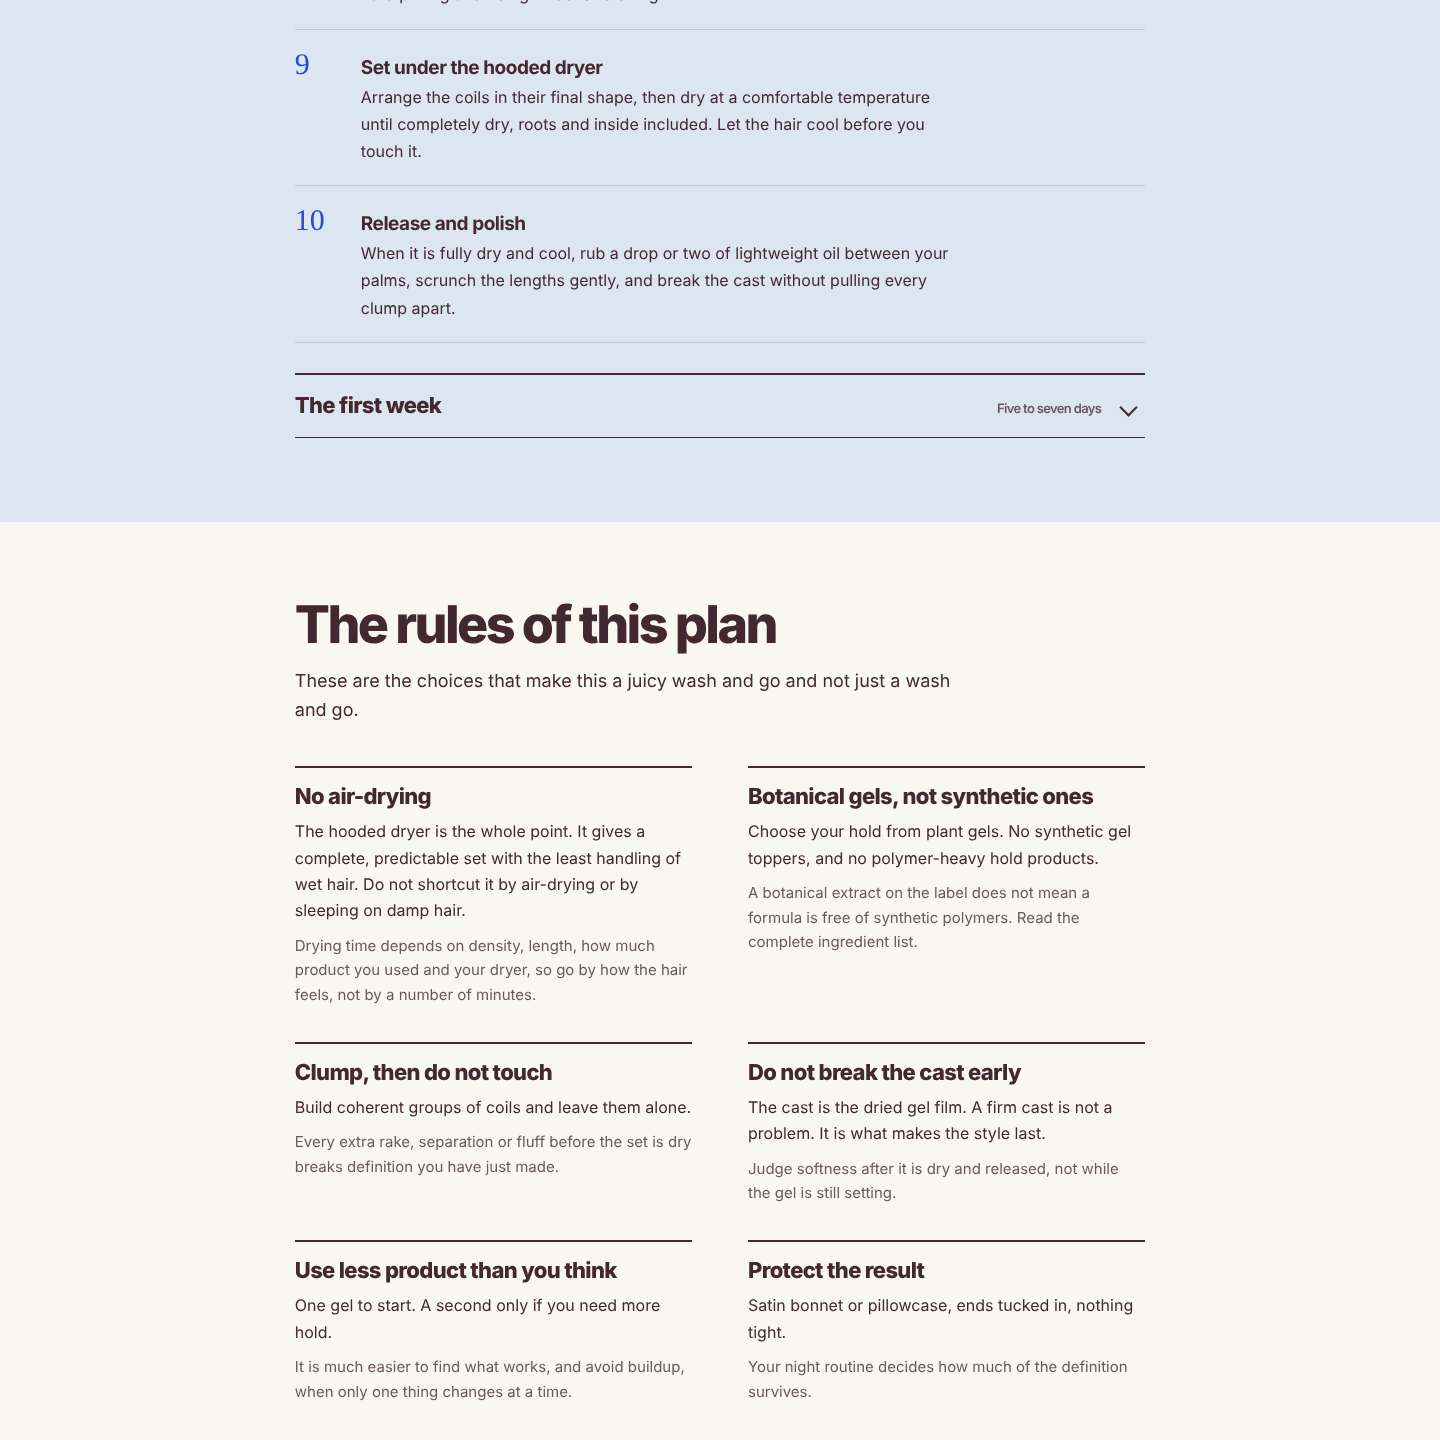 9
Set under the hooded dryer
Arrange the coils in their final shape, then dry at a comfortable temperature
until completely dry, roots and inside included. Let the hair cool before you
touch it.
10
Release and polish
When it is fully dry and cool, rub a drop or two of lightweight oil between your
palms, scrunch the lengths gently, and break the cast without pulling every
clump apart.
The first week
Five to seven days
The rules of this plan
These are the choices that make this a juicy wash and go and not just a wash
and go.
No air-drying
The hooded dryer is the whole point. It gives a
complete, predictable set with the least handling of
wet hair. Do not shortcut it by air-drying or by
sleeping on damp hair.
Drying time depends on density, length, how much
product you used and your dryer, so go by how the hair
feels, not by a number of minutes.
Botanical gels, not synthetic ones
Choose your hold from plant gels. No synthetic gel
toppers, and no polymer-heavy hold products.
A botanical extract on the label does not mean a
formula is free of synthetic polymers. Read the
complete ingredient list.
Clump, then do not touch
Build coherent groups of coils and leave them alone.
Every extra rake, separation or fluff before the set is dry
breaks definition you have just made.
Do not break the cast early
The cast is the dried gel film. A firm cast is not a
problem. It is what makes the style last.
Judge softness after it is dry and released, not while
the gel is still setting.
Use less product than you think
One gel to start. A second only if you need more
hold.
It is much easier to find what works, and avoid buildup,
when only one thing changes at a time.
Protect the result
Satin bonnet or pillowcase, ends tucked in, nothing
tight.
Your night routine decides how much of the definition
survives.